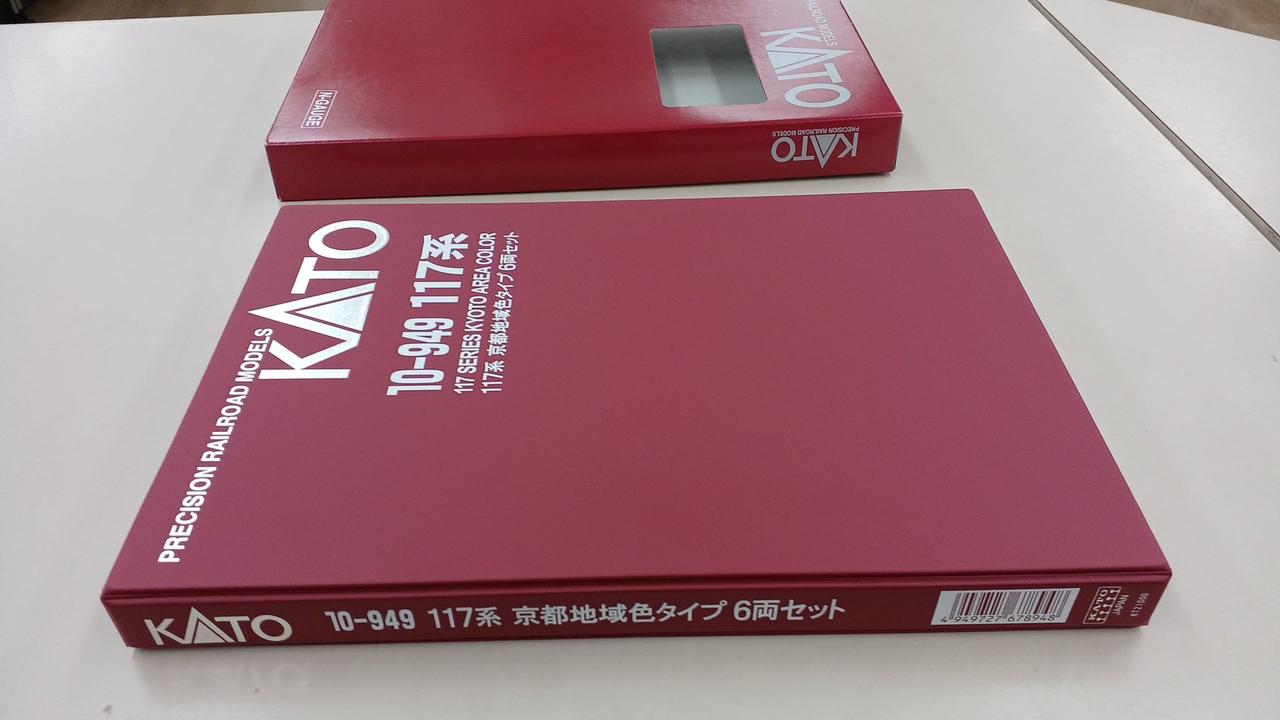 RAILROAD MODELS
KATO
N-GAUGE
KATO
PRECISION RAILROAD MODELS
PRECISION RAILROAD MODELS
KATO
10-949 117系
117 SERIES KYOTO AREA COLOR
117系 京都地域色タイプ 6両セット
KATO 10-949 117系 京都地域色タイプ 6両セット
4 949727 678948
KATO
JAPAN
K121000